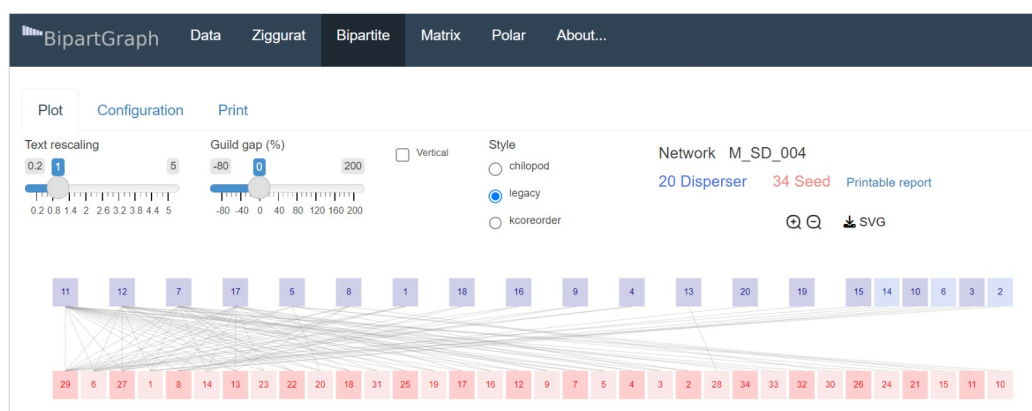 BipartGraph Data Ziggurat Bipartite Matrix Polar About...
Plot Configuration Print
Text rescaling Guild gap (%) Vertical Style Network M_SD_004
0.2 1 5 -80 0 200 chilopod
20 Disperser 34 Seed Printable report
0.2 0.8 1.4 2 2.6 3.2 3.8 4.4 5 -80 -40 0 40 80 120 160 200 legacy
kcoreorder SVG
11 12 7 17 5 8 1 18 16 9 4 13 20 19 15 14 10 6 3 2
29 6 27 1 8 14 13 23 22 20 18 31 25 19 17 16 12 9 7 5 4 3 2 28 34 33 32 30 26 24 21 15 11 10